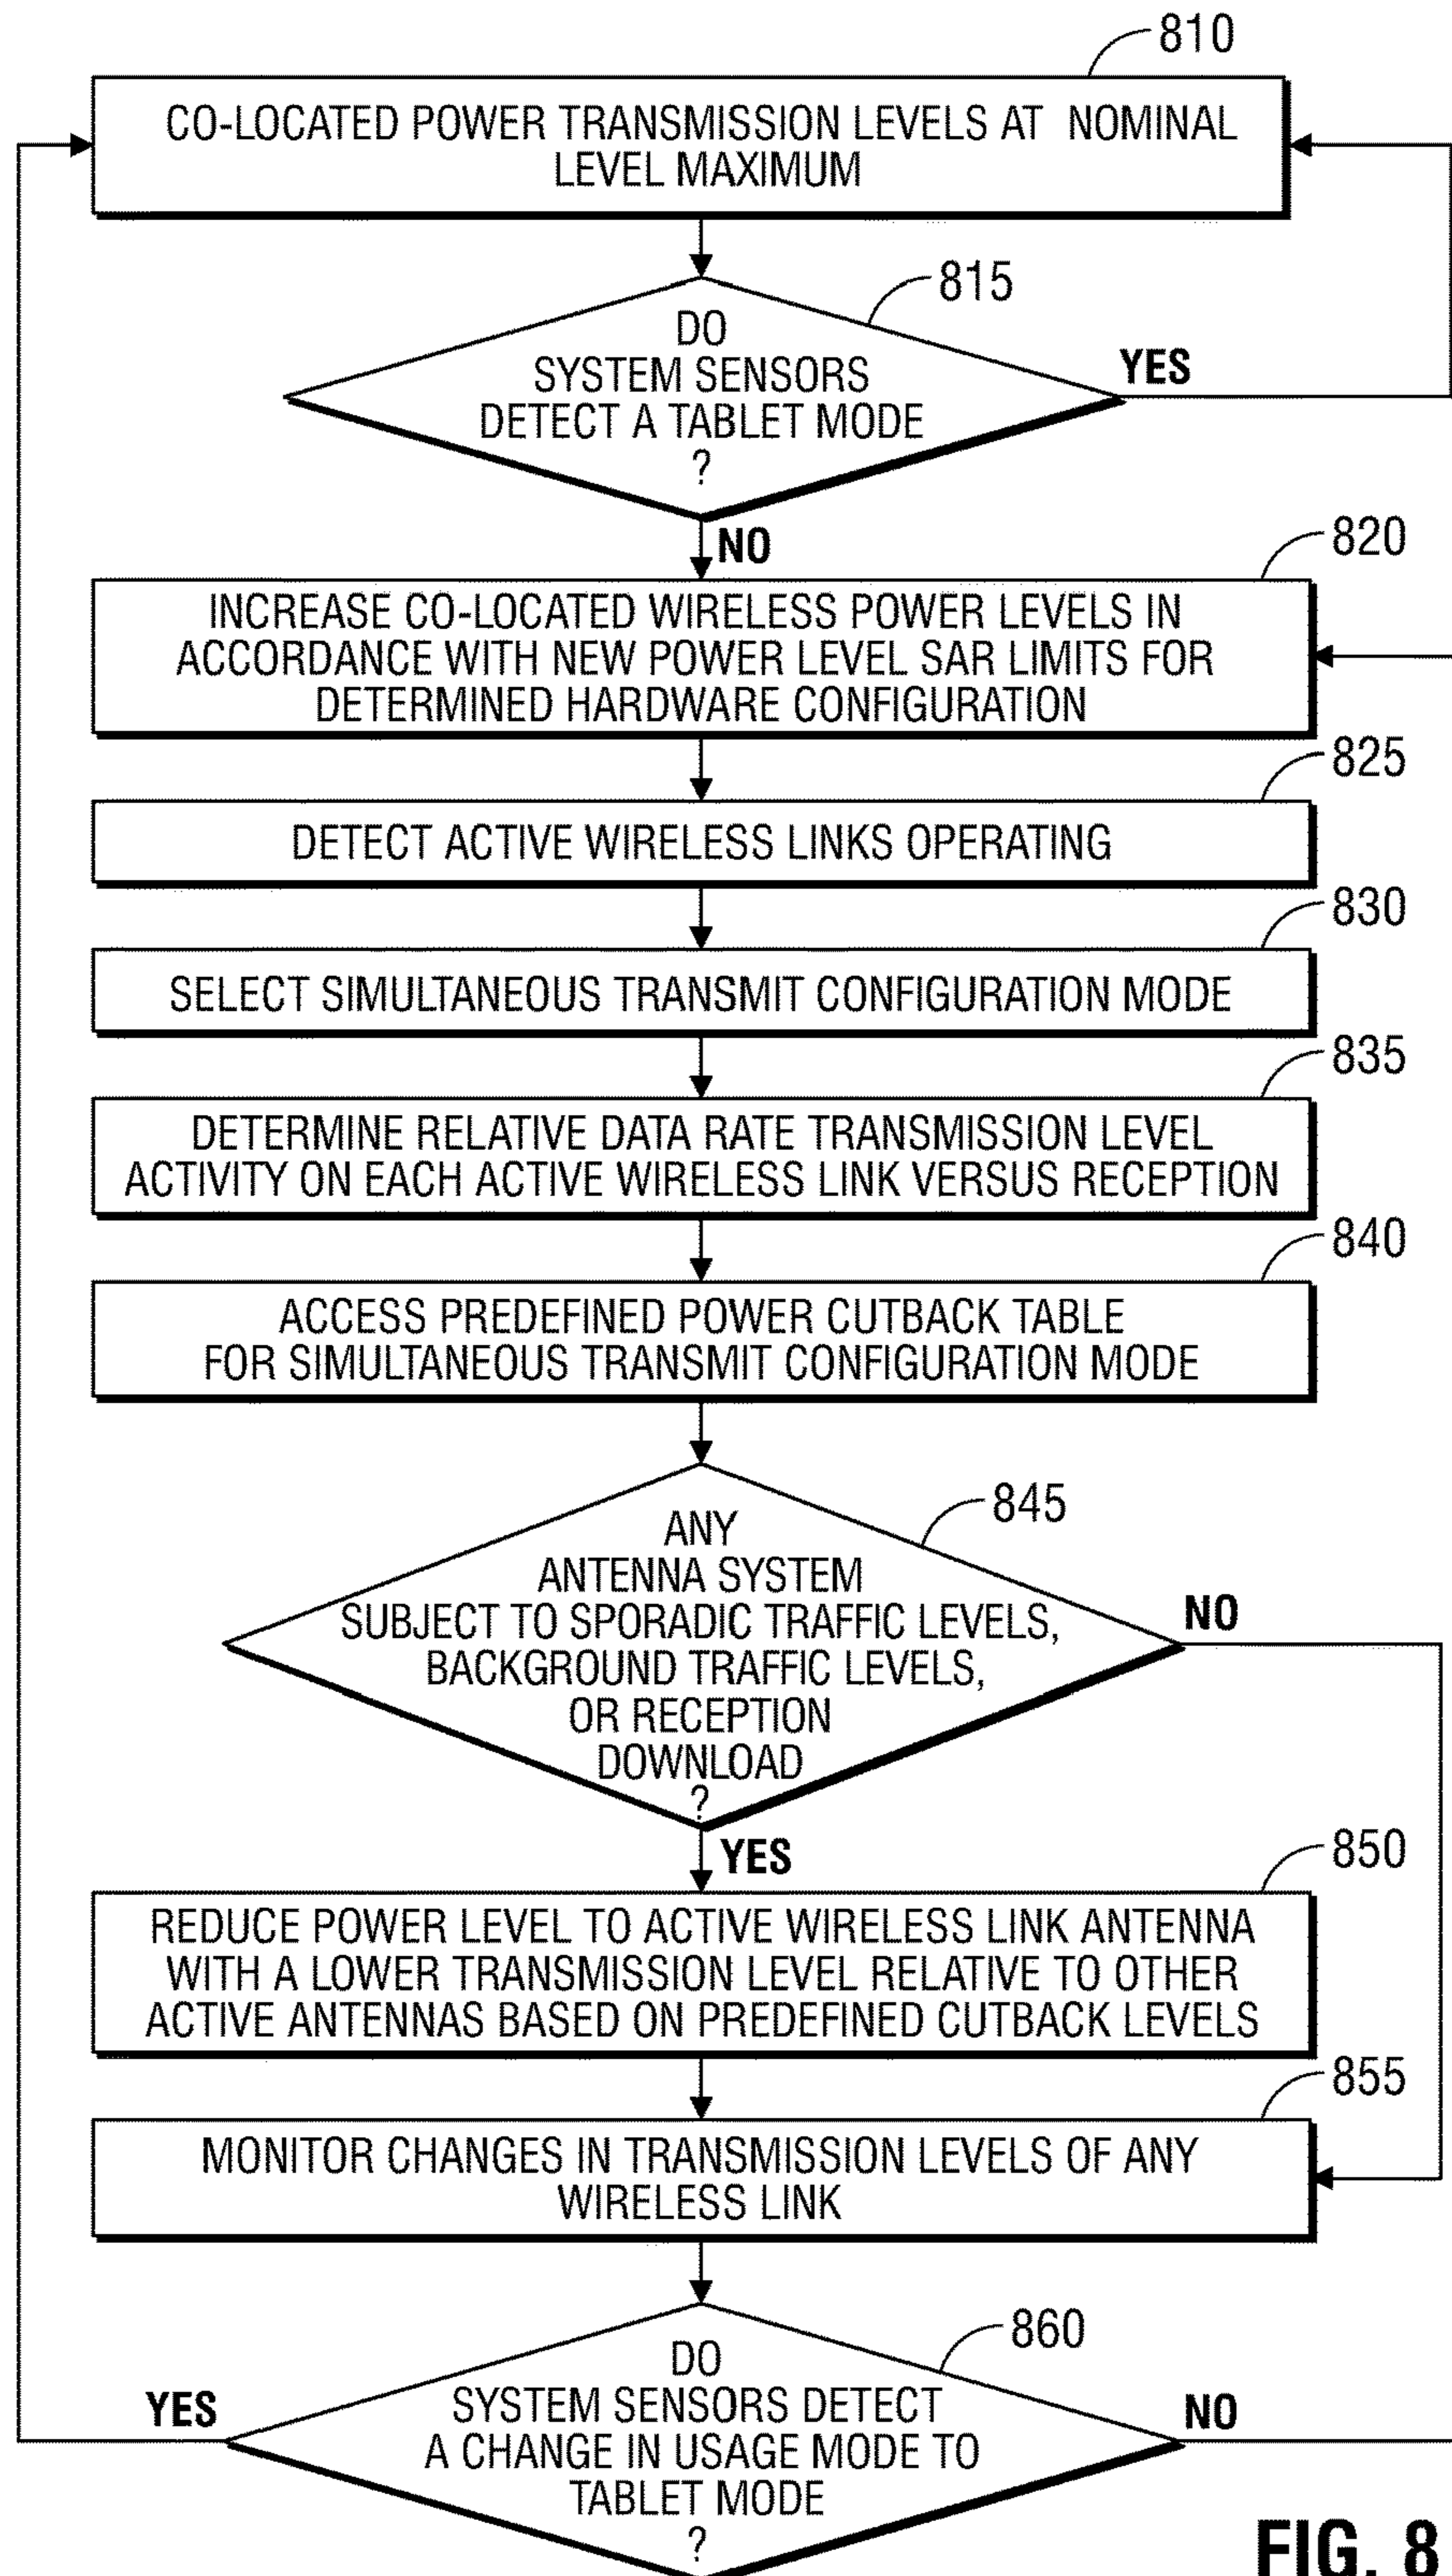 810
CO-LOCATED POWER TRANSMISSION LEVELS AT NOMINAL
LEVEL MAXIMUM
815
DO
SYSTEM SENSORS
DETECT A TABLET MODE
?
YES
NO
820
INCREASE CO-LOCATED WIRELESS POWER LEVELS IN
ACCORDANCE WITH NEW POWER LEVEL SAR LIMITS FOR
DETERMINED HARDWARE CONFIGURATION
825
DETECT ACTIVE WIRELESS LINKS OPERATING
830
SELECT SIMULTANEOUS TRANSMIT CONFIGURATION MODE
835
DETERMINE RELATIVE DATA RATE TRANSMISSION LEVEL
ACTIVITY ON EACH ACTIVE WIRELESS LINK VERSUS RECEPTION
840
ACCESS PREDEFINED POWER CUTBACK TABLE
FOR SIMULTANEOUS TRANSMIT CONFIGURATION MODE
845
ANY
ANTENNA SYSTEM
SUBJECT TO SPORADIC TRAFFIC LEVELS,
BACKGROUND TRAFFIC LEVELS,
OR RECEPTION
DOWNLOAD
?
NO
YES
850
REDUCE POWER LEVEL TO ACTIVE WIRELESS LINK ANTENNA
WITH A LOWER TRANSMISSION LEVEL RELATIVE TO OTHER
ACTIVE ANTENNAS BASED ON PREDEFINED CUTBACK LEVELS
855
MONITOR CHANGES IN TRANSMISSION LEVELS OF ANY
WIRELESS LINK
860
DO
SYSTEM SENSORS DETECT
A CHANGE IN USAGE MODE TO
TABLET MODE
?
YES
NO
FIG. 8